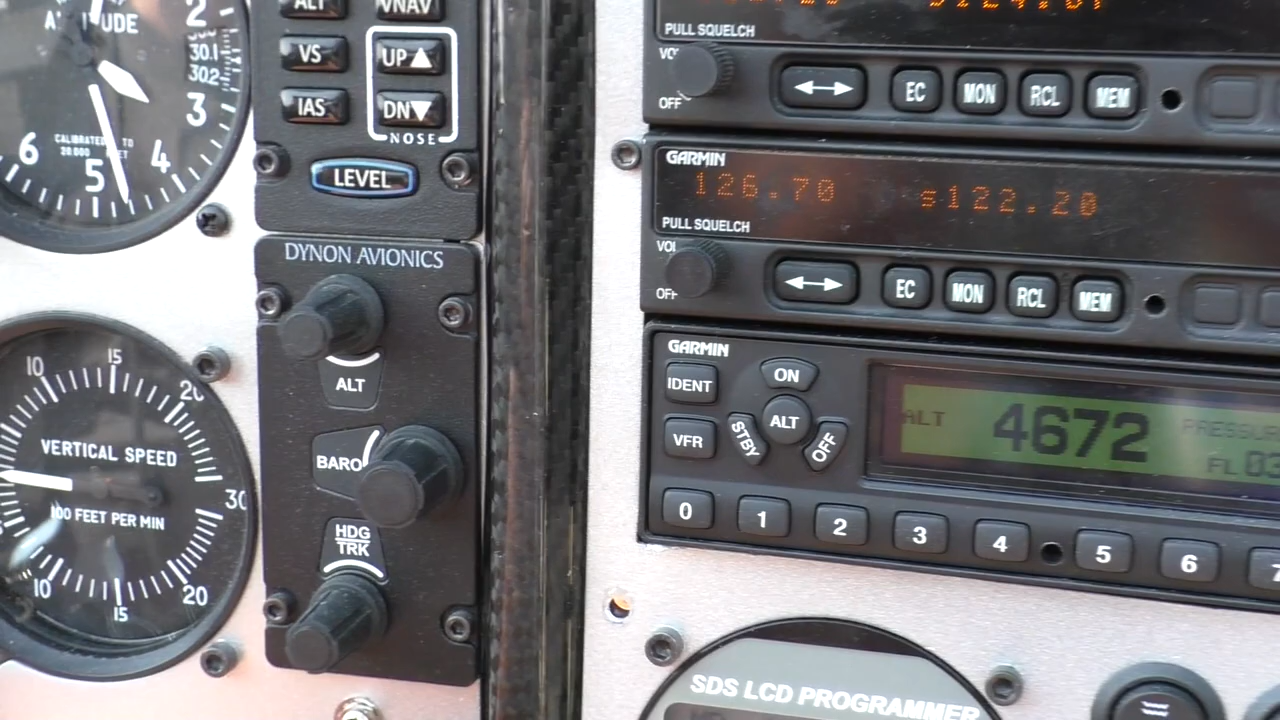 ALTITUDE
2
30.1
30.2
3
CALIBRATED TO
20,000 FEET
6
5
4
ALT
VNAV
VS
UP▲
IAS
DN▼
NOSE
LEVEL
DYNON AVIONICS
ALT
BARO
HDG
TRK
10
15
20
VERTICAL SPEED
30
100 FEET PER MIN
10
15
20
PULL SQUELCH
OFF
EC
MON
RCL
MEM
GARMIN
126.70
s122.20
PULL SQUELCH
OFF
EC
MON
RCL
MEM
GARMIN
IDENT
ON
ALT
VFR
STBY
OFF
ALT
4672
FL 03
0
1
2
3
4
5
6
7
SDS LCD PROGRAMMER